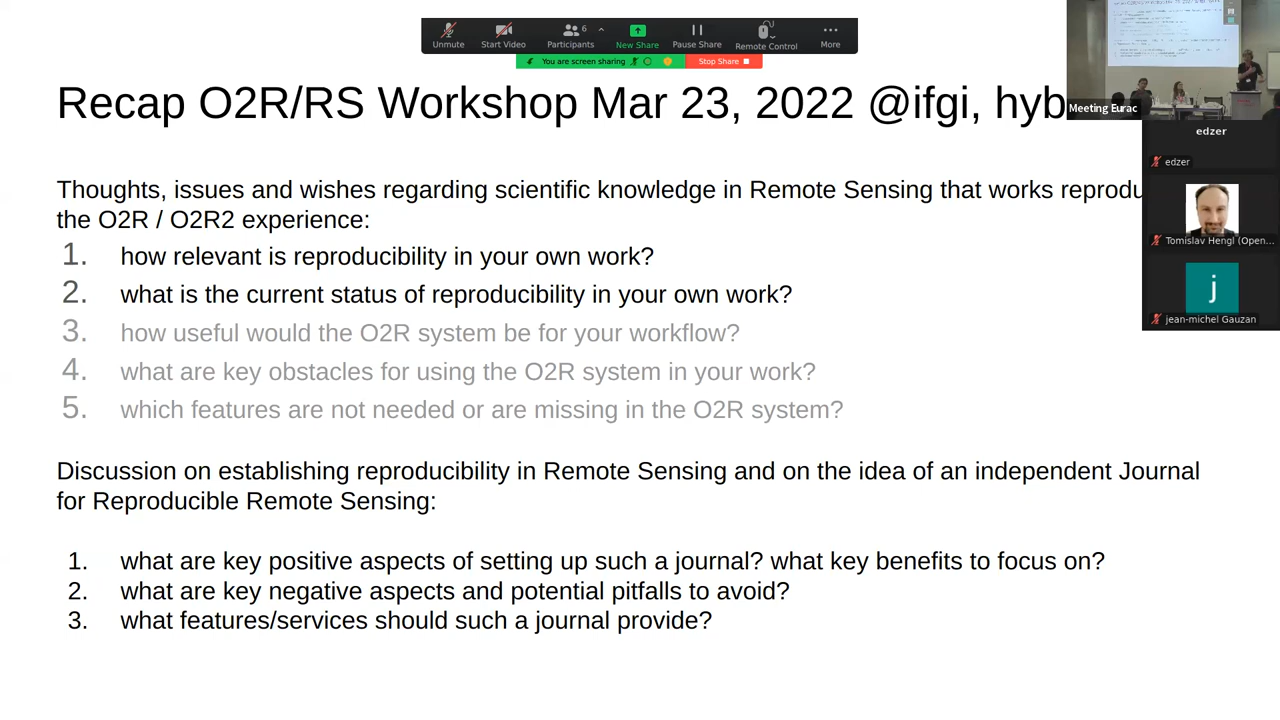 6
Unmute
Start Video
Participants
New Share
Pause Share
Remote Control
More
You are screen sharing
Stop Share
Recap O2R/RS Workshop Mar 23, 2022 @ifgi, hyb
Meeting Eurac
edzer
edzer
Thoughts, issues and wishes regarding scientific knowledge in Remote Sensing that works reprodu
the O2R / O2R2 experience:
Tomislav Hengl (Open...
1. how relevant is reproducibility in your own work?
2. what is the current status of reproducibility in your own work?
j
jean-michel Gauzan
3. how useful would the O2R system be for your workflow?
4. what are key obstacles for using the O2R system in your work?
5. which features are not needed or are missing in the O2R system?
Discussion on establishing reproducibility in Remote Sensing and on the idea of an independent Journal
for Reproducible Remote Sensing:
1. what are key positive aspects of setting up such a journal? what key benefits to focus on?
2. what are key negative aspects and potential pitfalls to avoid?
3. what features/services should such a journal provide?